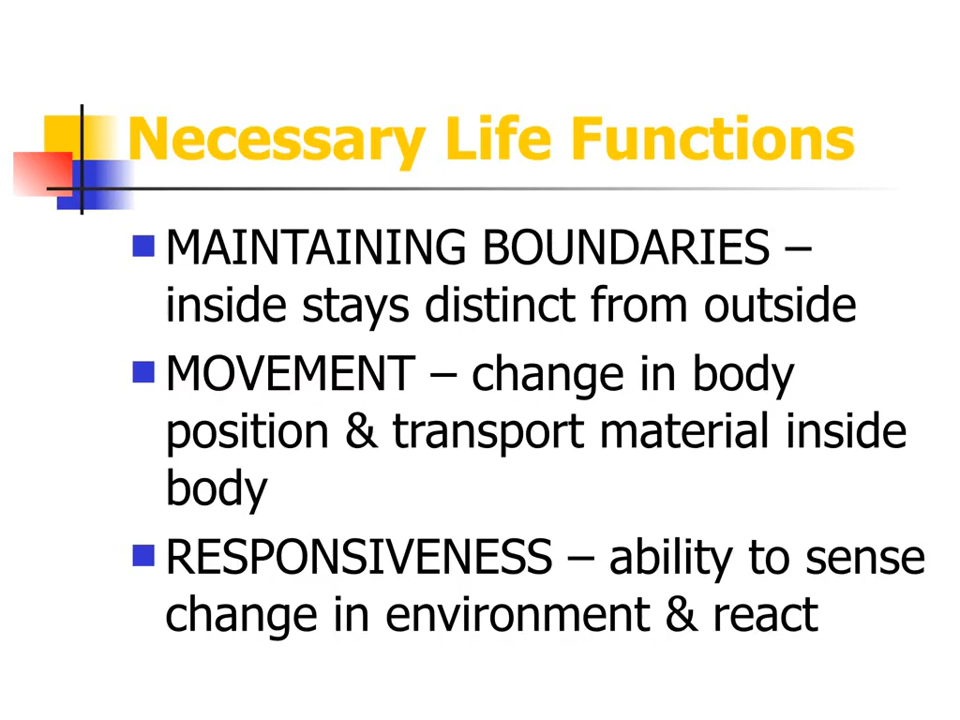 Necessary Life Functions
MAINTAINING BOUNDARIES –
inside stays distinct from outside
MOVEMENT – change in body
position & transport material inside
body
RESPONSIVENESS – ability to sense
change in environment & react